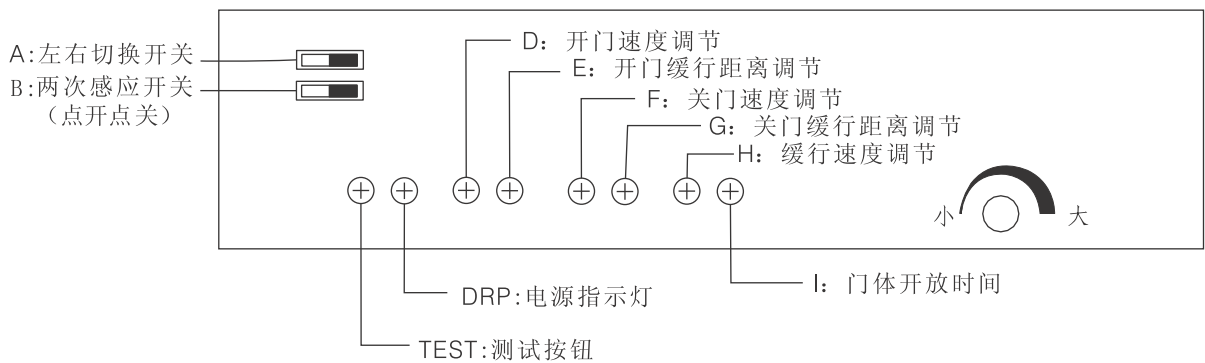 A:左右切换开关
B:两次感应开关
（点开点关）
D：开门速度调节
E：开门缓行距离调节
F：关门速度调节
G：关门缓行距离调节
H：缓行速度调节
小 大
I：门体开放时间
DRP:电源指示灯
TEST:测试按钮